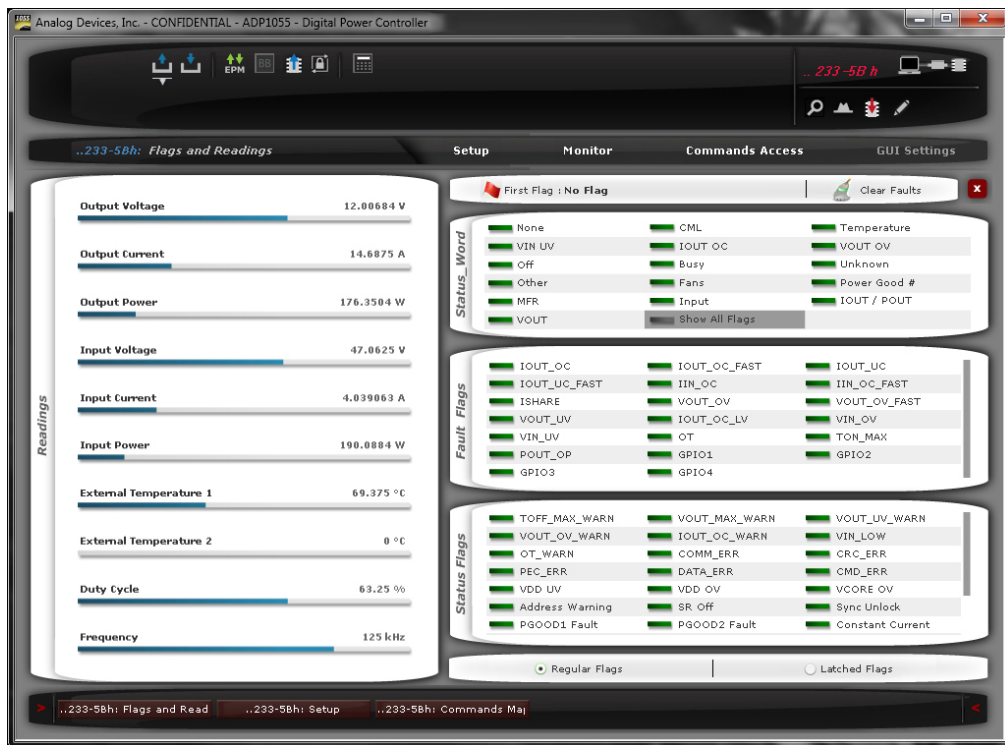 1055 Analog Devices, Inc. - CONFIDENTIAL - ADP1055 - Digital Power Controller
EPM BB
.. 233-5B h
..233-5Bh: Flags and Readings Setup Monitor Commands Access GUI Settings
Readings
Output Voltage 12.00684 V
Output Current 14.6875 A
Output Power 176.3504 W
Input Voltage 47.0625 V
Input Current 4.039063 A
Input Power 190.0884 W
External Temperature 1 69.375 °C
External Temperature 2 0 °C
Duty Cycle 63.25 %
Frequency 125 kHz
First Flag : No Flag Clear Faults x
Status_Word
None CML Temperature
VIN UV IOUT OC VOUT OV
Off Busy Unknown
Other Fans Power Good #
MFR Input IOUT / POUT
VOUT Show All Flags
Fault Flags
IOUT_OC IOUT_OC_FAST IOUT_UC
IOUT_UC_FAST IIN_OC IIN_OC_FAST
ISHARE VOUT_OV VOUT_OV_FAST
VOUT_UV IOUT_OC_LV VIN_OV
VIN_UV OT TON_MAX
POUT_OP GPIO1 GPIO2
GPIO3 GPIO4
Status Flags
TOFF_MAX_WARN VOUT_MAX_WARN VOUT_UV_WARN
VOUT_OV_WARN IOUT_OC_WARN VIN_LOW
OT_WARN COMM_ERR CRC_ERR
PEC_ERR DATA_ERR CMD_ERR
VDD UV VDD OV VCORE OV
Address Warning SR Off Sync Unlock
PGOOD1 Fault PGOOD2 Fault Constant Current
Regular Flags Latched Flags
> ..233-5Bh: Flags and Read ..233-5Bh: Setup ..233-5Bh: Commands Map <